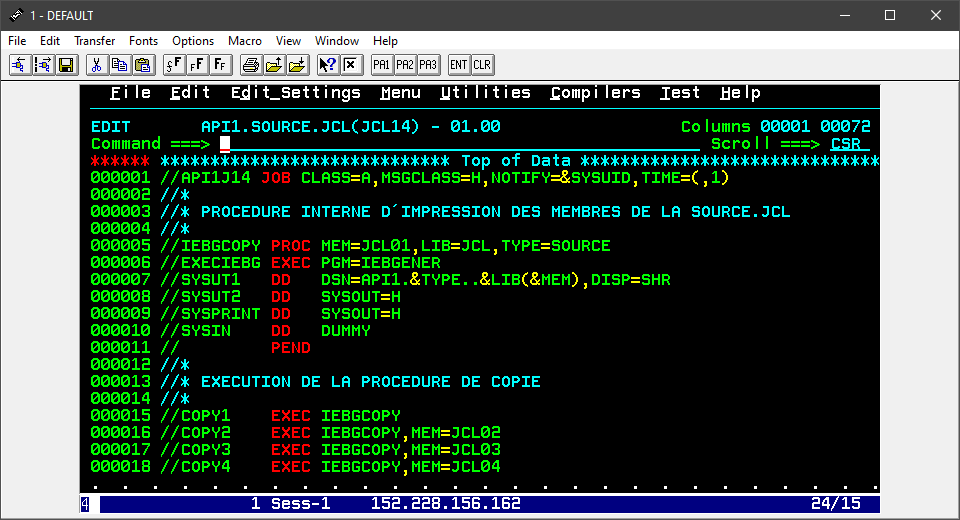 1 - DEFAULT
File Edit Transfer Fonts Options Macro View Window Help
PA1 PA2 PA3 ENT CLR
File Edit Edit_Settings Menu Utilities Compilers Test Help
EDIT API1.SOURCE.JCL(JCL14) - 01.00 Columns 00001 00072
Command ===> Scroll ===> CSR
****** ***************************** Top of Data ******************************
000001 //API1J14 JOB CLASS=A,MSGCLASS=H,NOTIFY=&SYSUID,TIME=(,1)
000002 //*
000003 //* PROCEDURE INTERNE D´IMPRESSION DES MEMBRES DE LA SOURCE.JCL
000004 //*
000005 //IEBGCOPY PROC MEM=JCL01,LIB=JCL,TYPE=SOURCE
000006 //EXECIEBG EXEC PGM=IEBGENER
000007 //SYSUT1 DD DSN=API1.&TYPE..&LIB(&MEM),DISP=SHR
000008 //SYSUT2 DD SYSOUT=H
000009 //SYSPRINT DD SYSOUT=H
000010 //SYSIN DD DUMMY
000011 // PEND
000012 //*
000013 //* EXECUTION DE LA PROCEDURE DE COPIE
000014 //*
000015 //COPY1 EXEC IEBGCOPY
000016 //COPY2 EXEC IEBGCOPY,MEM=JCL02
000017 //COPY3 EXEC IEBGCOPY,MEM=JCL03
000018 //COPY4 EXEC IEBGCOPY,MEM=JCL04
4 1 Sess-1 152.228.156.162 24/15